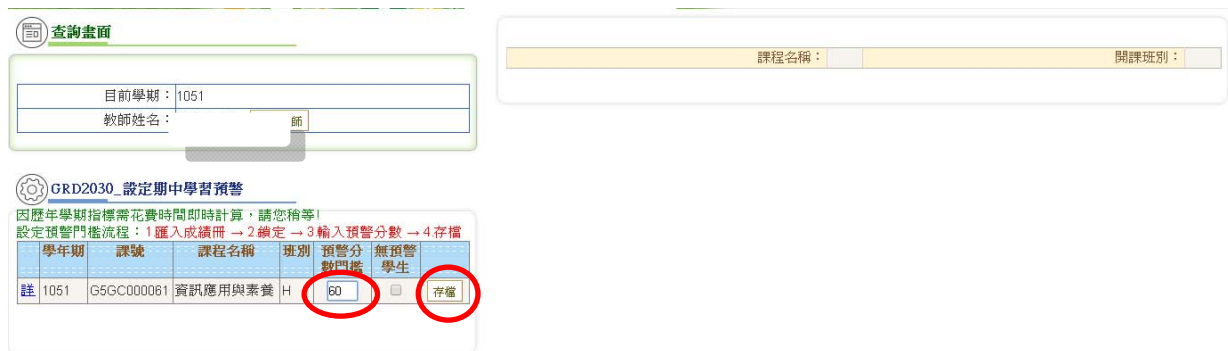 查詢畫面
目前學期：1051
教師姓名：
師
GRD2030_設定期中學習預警
因歷年學期指標需花費時間即時計算，請您稍等!
設定預警門檻流程：1.匯入成績冊 → 2.鎖定 → 3.輸入預警分數 → 4.存檔
學年期 課號 課程名稱 班別 預警分數門檻 無預警學生
詳 1051 G5GC000061 資訊應用與素養 H 60 存檔
課程名稱： 開課班別：